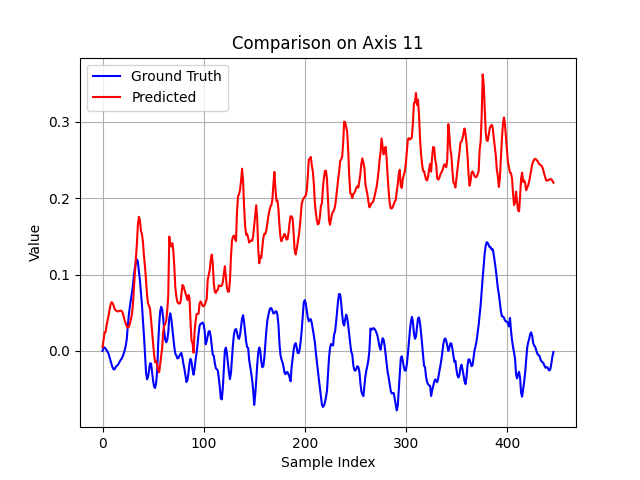 Comparison on Axis 11
Ground Truth
Predicted
0.3
0.2
0.1
0.0
Value
0
100
200
300
400
Sample Index